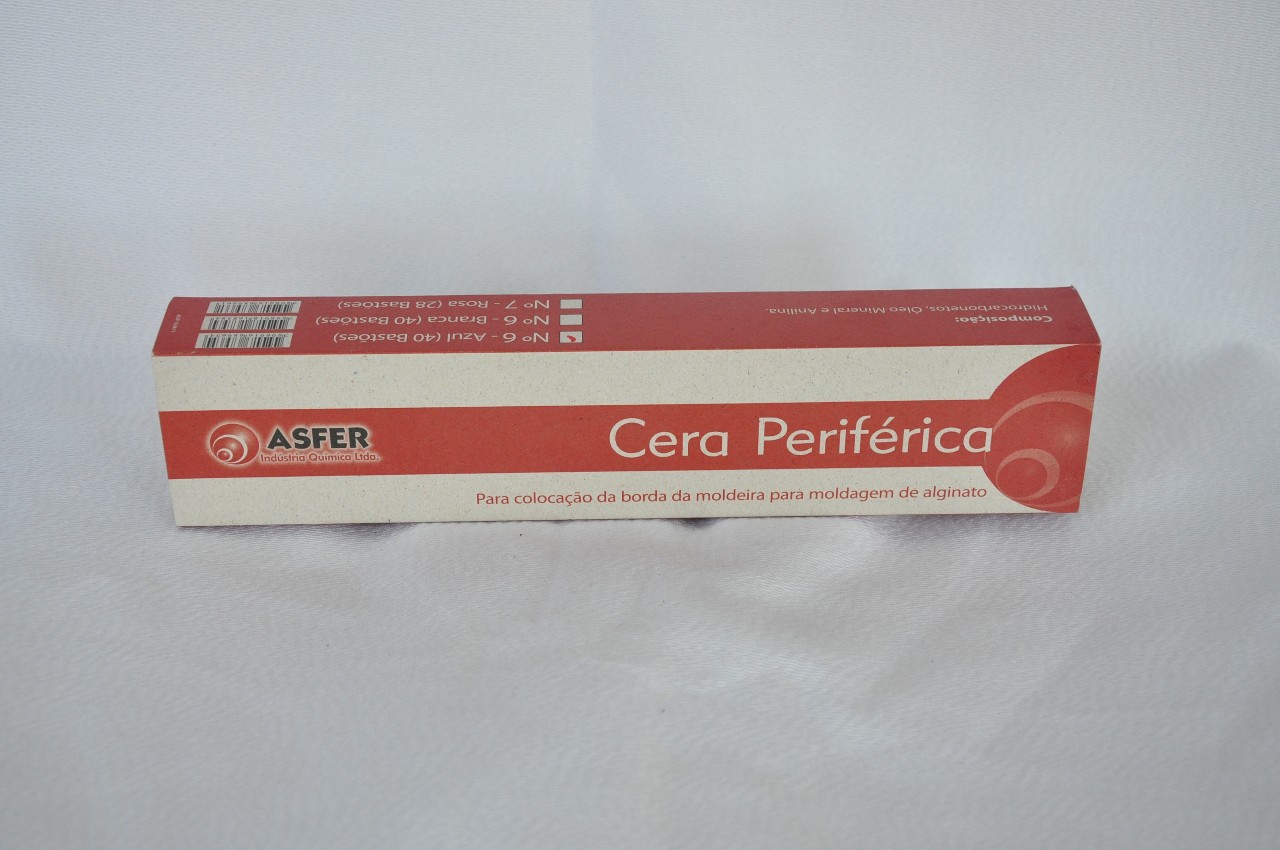 Composição:
Hidrocarbonetos, Óleo Mineral e Anilina.
Nº 6 - Azul (40 Bastões)
Nº 6 - Branca (40 Bastões)
Nº 7 - Rosa (28 Bastões)
ASFER
Indústria Química Ltda.
Cera Periférica
Para colocação da borda da moldeira para moldagem de alginato